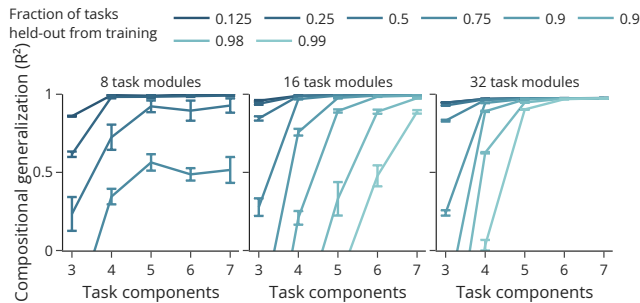 Fraction of tasks
held-out from training
0.125 0.25 0.5 0.75 0.9 0.9
0.98 0.99
Compositional generalization (R²)
8 task modules 16 task modules 32 task modules
1
0.5
0
3 4 5 6 7 3 4 5 6 7 3 4 5 6 7
Task components Task components Task components